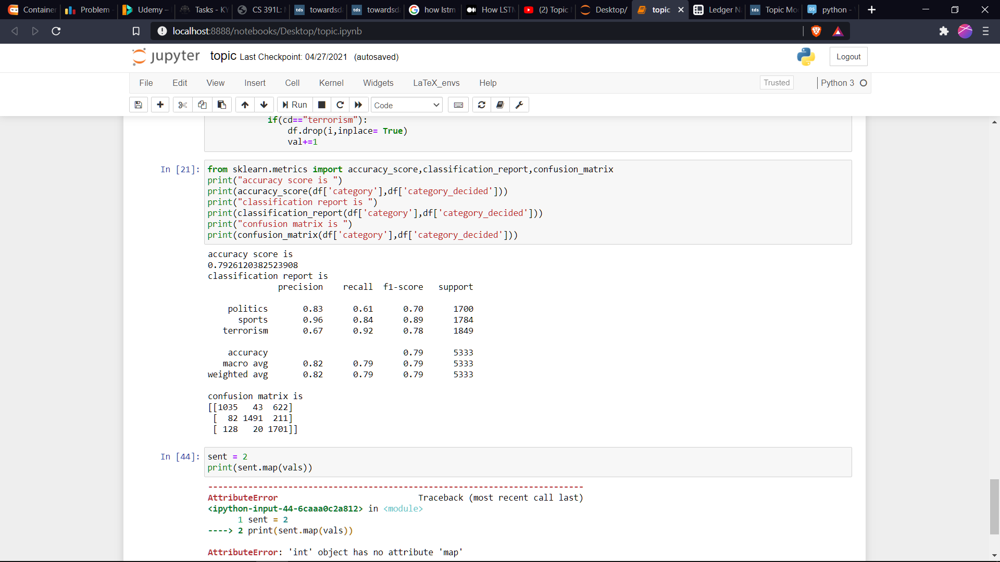 Container
Problem
Udemy –
Tasks - KY
CS 391L: N
towardsda
towardsda
how lstm
How LSTM
(2) Topic
Desktop/
topic
Ledger N
Topic Mo
python -
localhost:8888/notebooks/Desktop/topic.ipynb
jupyter topic Last Checkpoint: 04/27/2021 (autosaved)
Logout
File Edit View Insert Cell Kernel Widgets LaTeX_envs Help
Trusted
Python 3
Run
Code
if(cd=="terrorism"):
df.drop(i,inplace= True)
val+=1
In [21]: from sklearn.metrics import accuracy_score,classification_report,confusion_matrix
print("accuracy score is ")
print(accuracy_score(df['category'],df['category_decided']))
print("classification report is ")
print(classification_report(df['category'],df['category_decided']))
print("confusion matrix is ")
print(confusion_matrix(df['category'],df['category_decided']))
accuracy score is
0.7926120382523908
classification report is
precision recall f1-score support
politics 0.83 0.61 0.70 1700
sports 0.96 0.84 0.89 1784
terrorism 0.67 0.92 0.78 1849
accuracy 0.79 5333
macro avg 0.82 0.79 0.79 5333
weighted avg 0.82 0.79 0.79 5333
confusion matrix is
[[1035 43 622]
[ 82 1491 211]
[ 128 20 1701]]
In [44]: sent = 2
print(sent.map(vals))
---------------------------------------------------------------------------
AttributeError Traceback (most recent call last)
<ipython-input-44-6caaa0c2a812> in <module>
1 sent = 2
----> 2 print(sent.map(vals))
AttributeError: 'int' object has no attribute 'map'